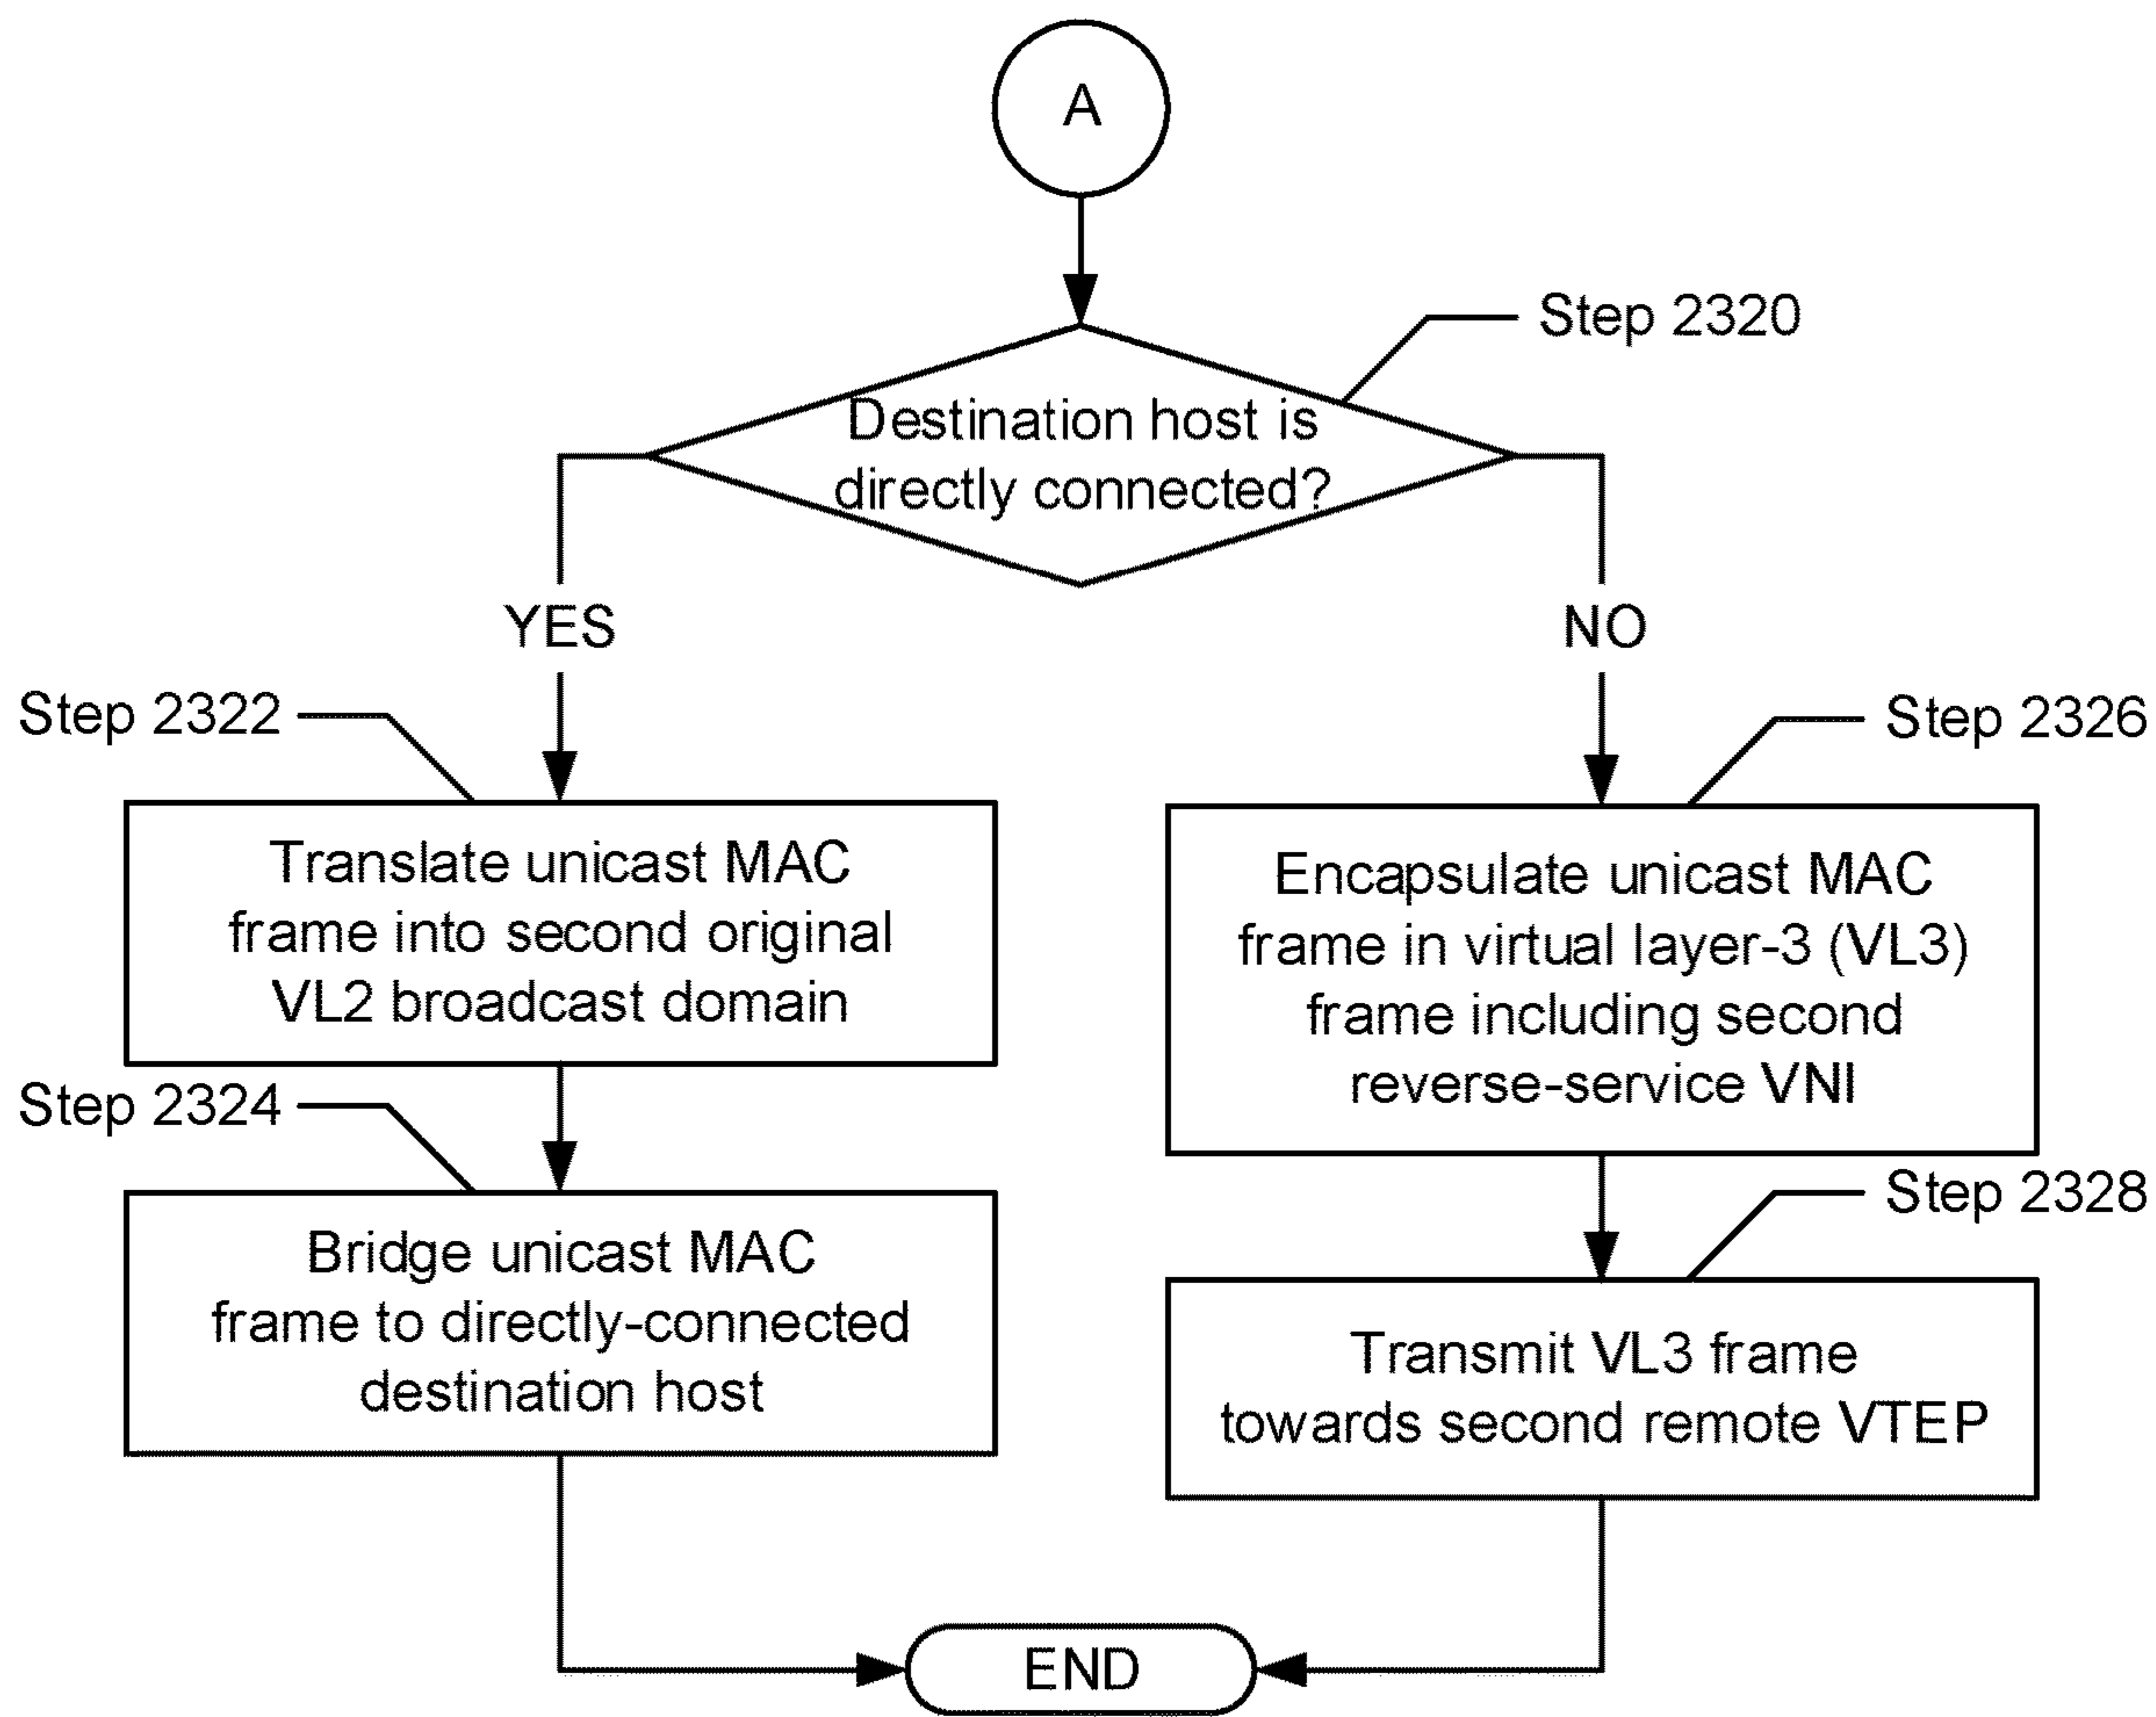 A
Step 2320
Destination host is
directly connected?
YES
NO
Step 2322
Step 2326
Translate unicast MAC
frame into second original
VL2 broadcast domain
Encapsulate unicast MAC
frame in virtual layer-3 (VL3)
frame including second
reverse-service VNI
Step 2324
Step 2328
Bridge unicast MAC
frame to directly-connected
destination host
Transmit VL3 frame
towards second remote VTEP
END